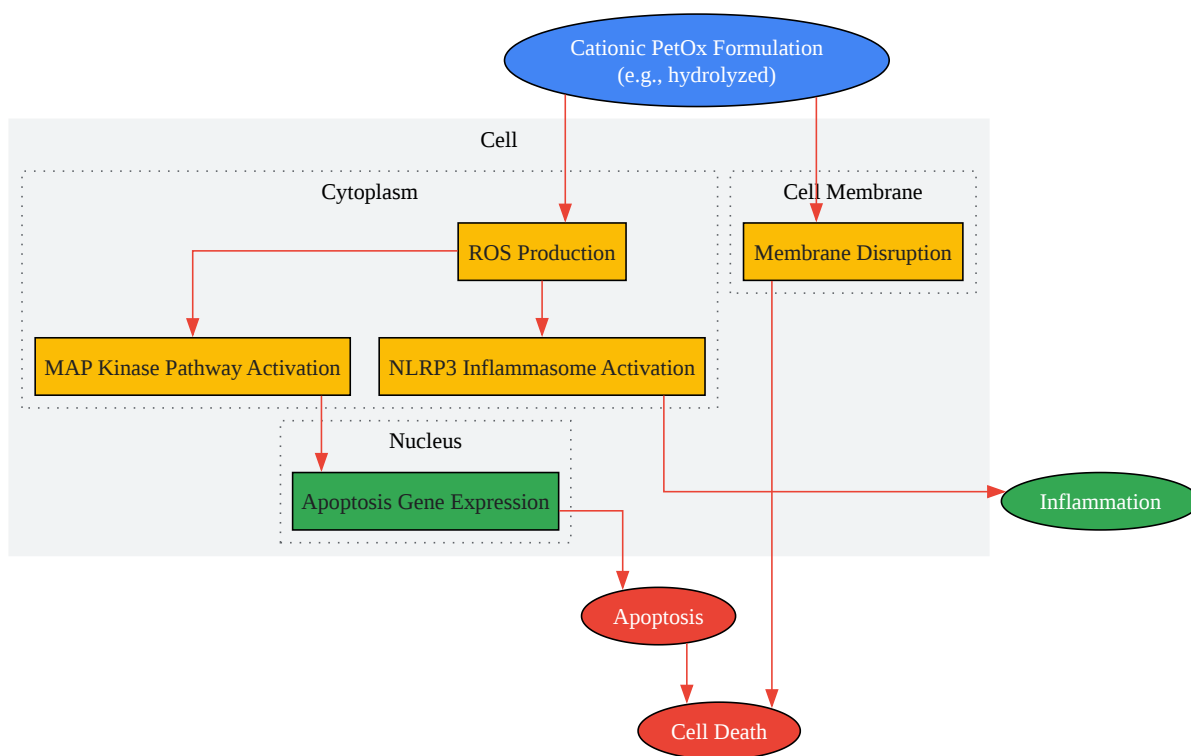 Cationic PetOx Formulation
(e.g., hydrolyzed)
Cell
Cytoplasm
Cell Membrane
ROS Production
Membrane Disruption
MAP Kinase Pathway Activation
NLRP3 Inflammasome Activation
Nucleus
Apoptosis Gene Expression
Inflammation
Apoptosis
Cell Death